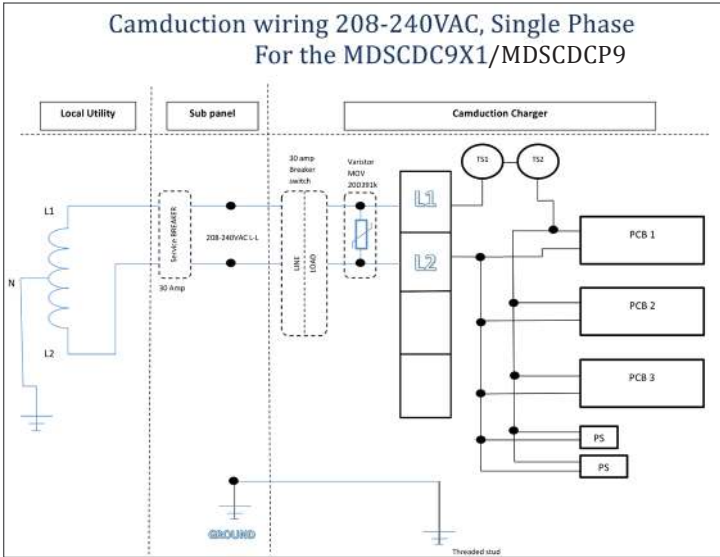 Camduction wiring 208-240VAC, Single Phase
For the MDSCDC9X1/MDSCDCP9
Local Utility
Sub panel
Camduction Charger
30 amp
Breaker
switch
Varistor
MOV
20D391k
TS1
TS2
L1
Service BREAKER
208-240VAC L-L
LINE
LOAD
L1
L2
PCB 1
N
30 Amp
PCB 2
L2
PCB 3
PS
PS
GROUND
Threaded stud